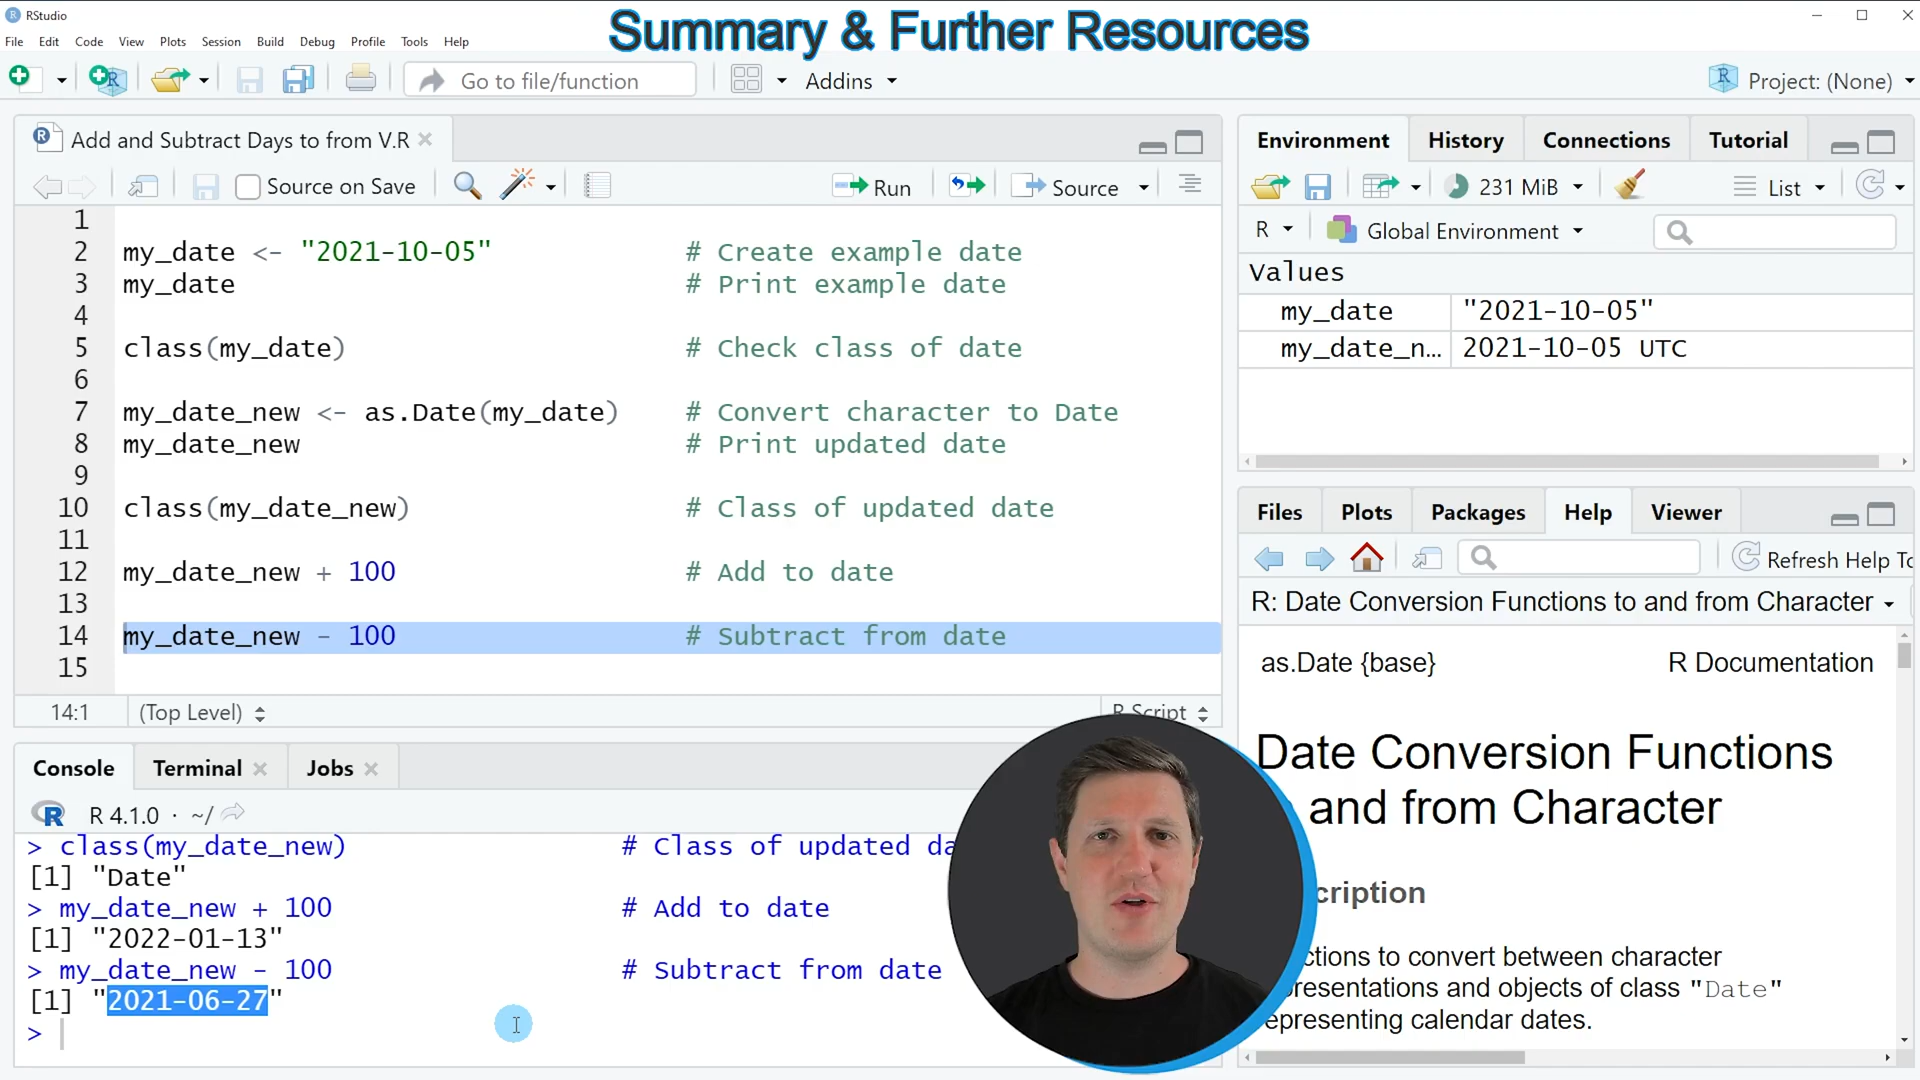 RStudio
Summary & Further Resources
File Edit Code View Plots Session Build Debug Profile Tools Help
Go to file/function
Addins
Project: (None)
Add and Subtract Days to from V.R
Source on Save
Run
Source
1
2 my_date <- "2021-10-05" # Create example date
3 my_date # Print example date
4
5 class(my_date) # Check class of date
6
7 my_date_new <- as.Date(my_date) # Convert character to Date
8 my_date_new # Print updated date
9
10 class(my_date_new) # Class of updated date
11
12 my_date_new + 100 # Add to date
13
14 my_date_new - 100 # Subtract from date
15
14:1 (Top Level) R Script
Console Terminal Jobs
R 4.1.0 · ~/
> class(my_date_new) # Class of updated da
[1] "Date"
> my_date_new + 100 # Add to date
[1] "2022-01-13"
> my_date_new - 100 # Subtract from date
[1] "2021-06-27"
>
Environment History Connections Tutorial
231 MiB
List
R Global Environment
Values
my_date "2021-10-05"
my_date_n... 2021-10-05 UTC
Files Plots Packages Help Viewer
Refresh Help To
R: Date Conversion Functions to and from Character
as.Date {base} R Documentation
Date Conversion Functions
and from Character
cription
ctions to convert between character
presentations and objects of class "Date"
epresenting calendar dates.